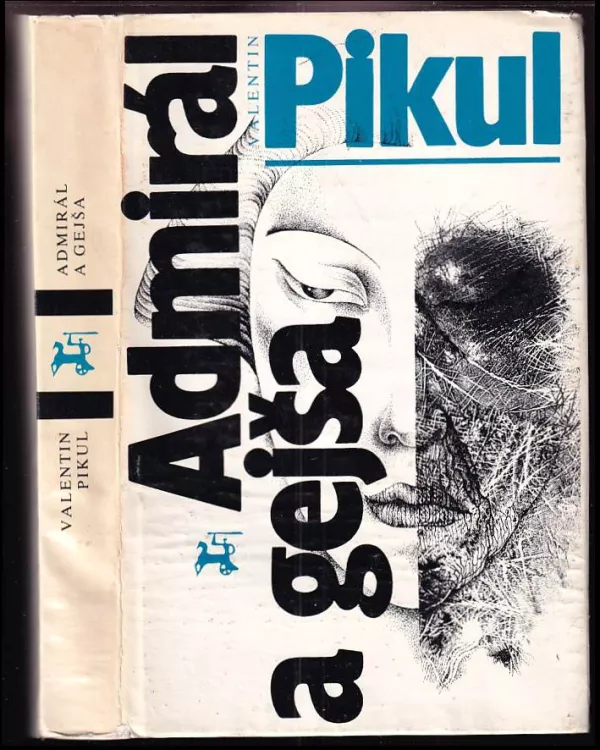 VALENTIN
Pikul
Admirál
a gejša
VALENTIN
PIKUL
ADMIRÁL
A GEJŠA